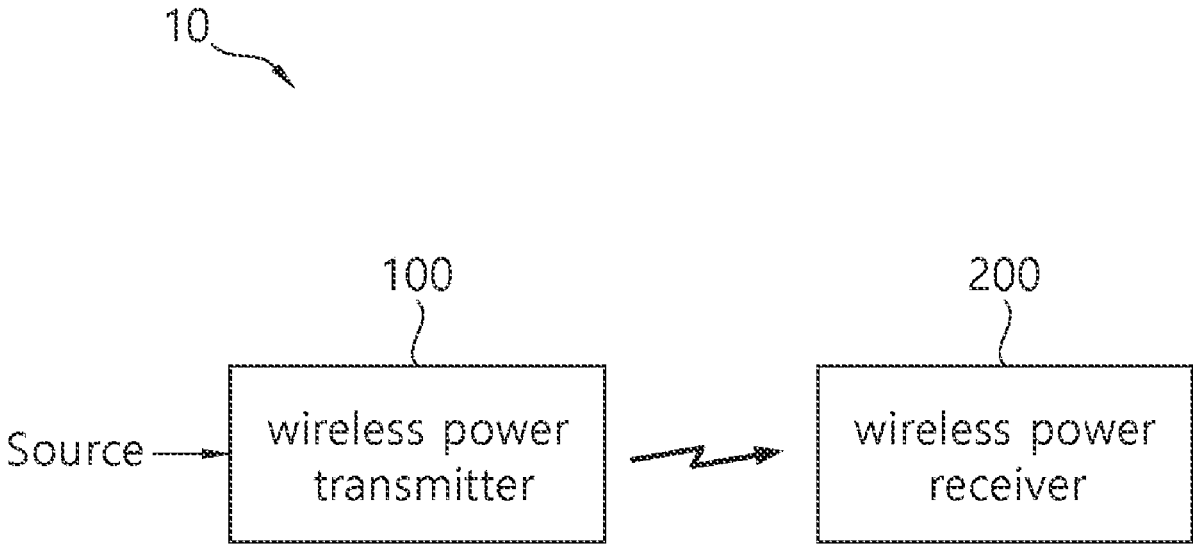 10
100
200
Source
wireless power
transmitter
wireless power
receiver